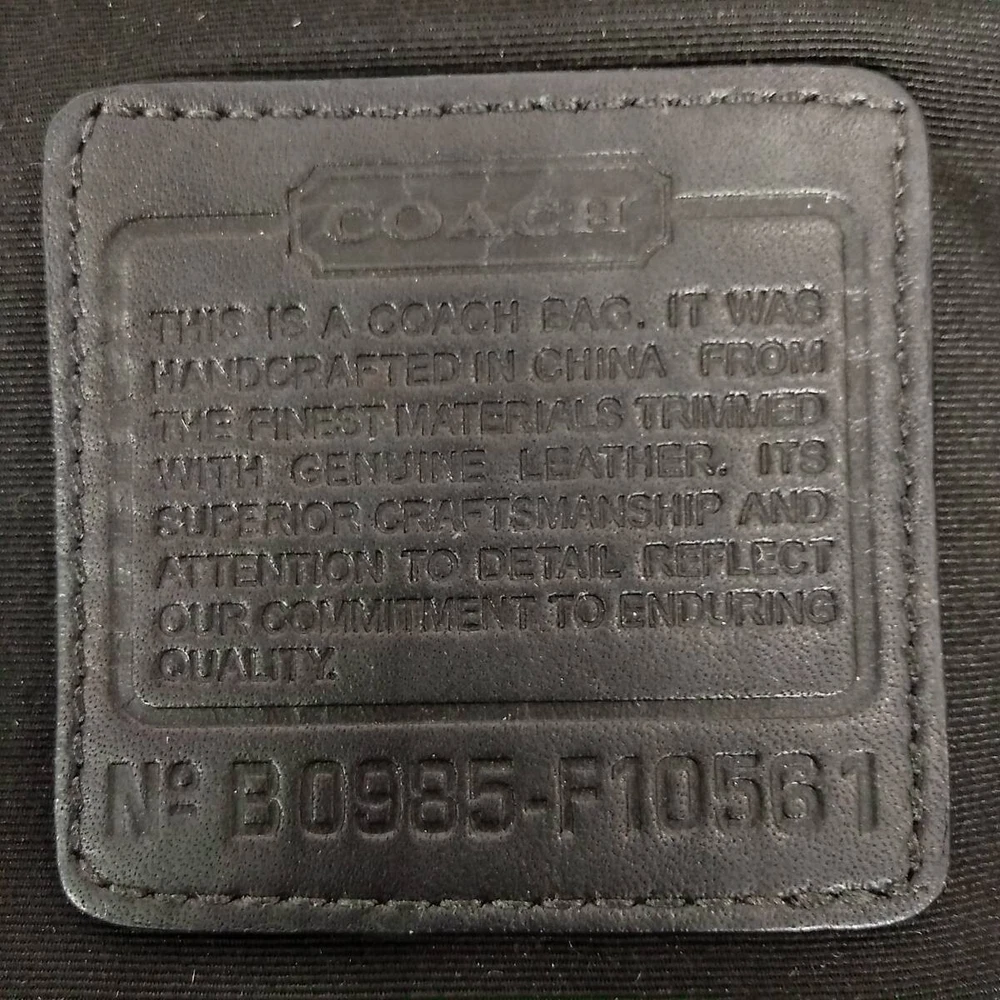 COACH
THIS IS A COACH BAG. IT WAS
HANDCRAFTED IN CHINA FROM
THE FINEST MATERIALS TRIMMED
WITH GENUINE LEATHER. ITS
SUPERIOR CRAFTSMANSHIP AND
ATTENTION TO DETAIL REFLECT
OUR COMMITMENT TO ENDURING
QUALITY.
Nº B0985-F10561